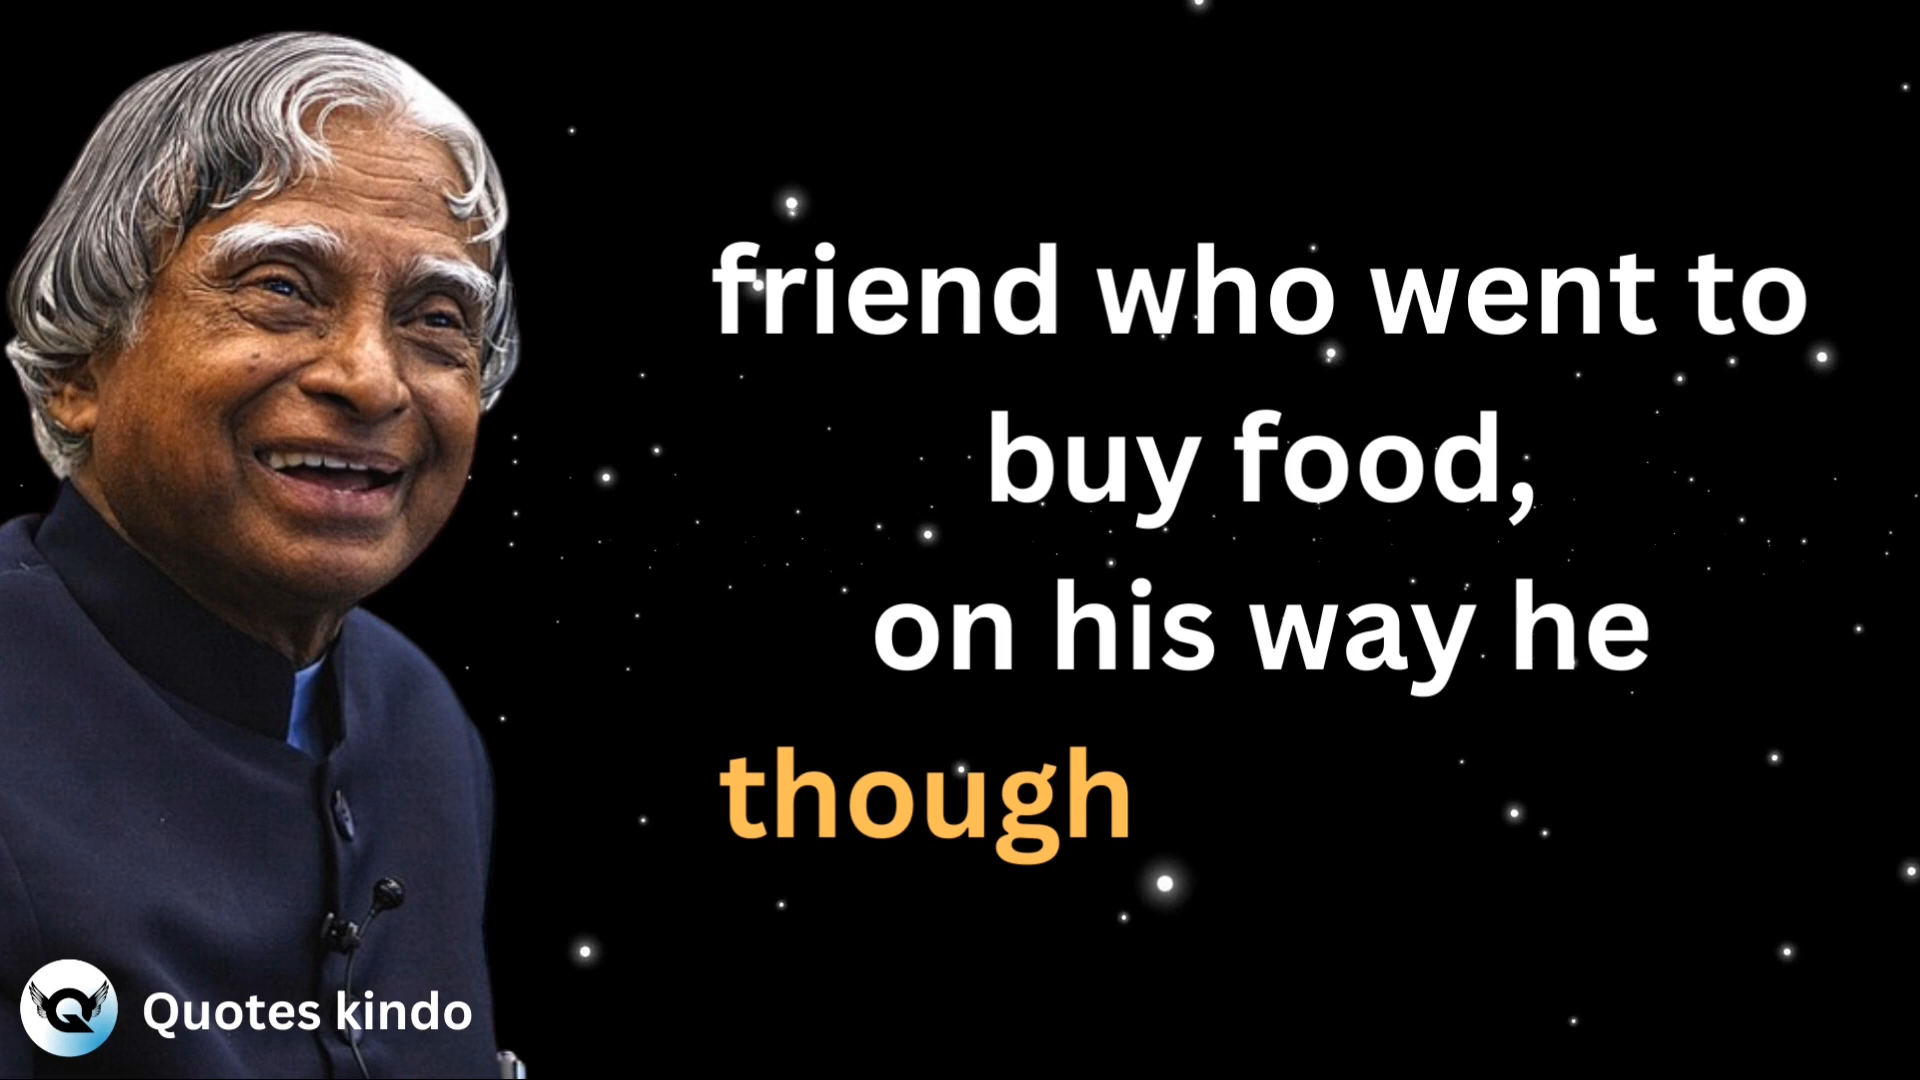 friend who went to
buy food,
on his way he
though
Quotes kindo